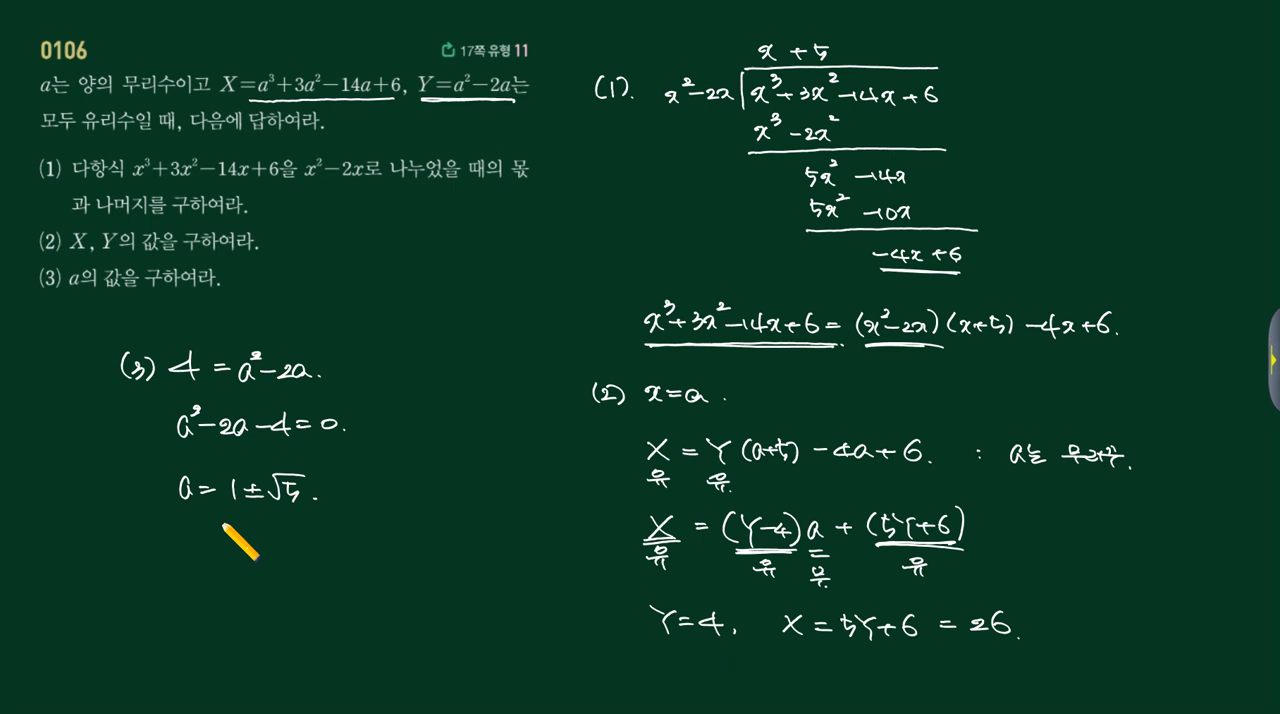 0106
17쪽 유형 11
a는 양의 무리수이고 X=a³+3a²−14a+6, Y=a²−2a는
모두 유리수일 때, 다음에 답하여라.
(1) 다항식 x³+3x²−14x+6을 x²−2x로 나누었을 때의 몫
과 나머지를 구하여라.
(2) X, Y의 값을 구하여라.
(3) a의 값을 구하여라.
(3) 4 = a²−2a.
a²−2a−4=0.
a = 1±√5.
x +5
(1). x²−2x x³+3x²−14x+6
x³−2x²
5x²−14x
5x²−10x
−4x+6
x³+3x²−14x+6 = (x²−2x)(x+5)−4x+6.
(2) x=a.
X = Y(a+5)−4a+6. : a는 무리수.
유 유.
X = (Y−4)a + (5Y+6)
유 유 무. 유
Y=4, X=5Y+6=26.